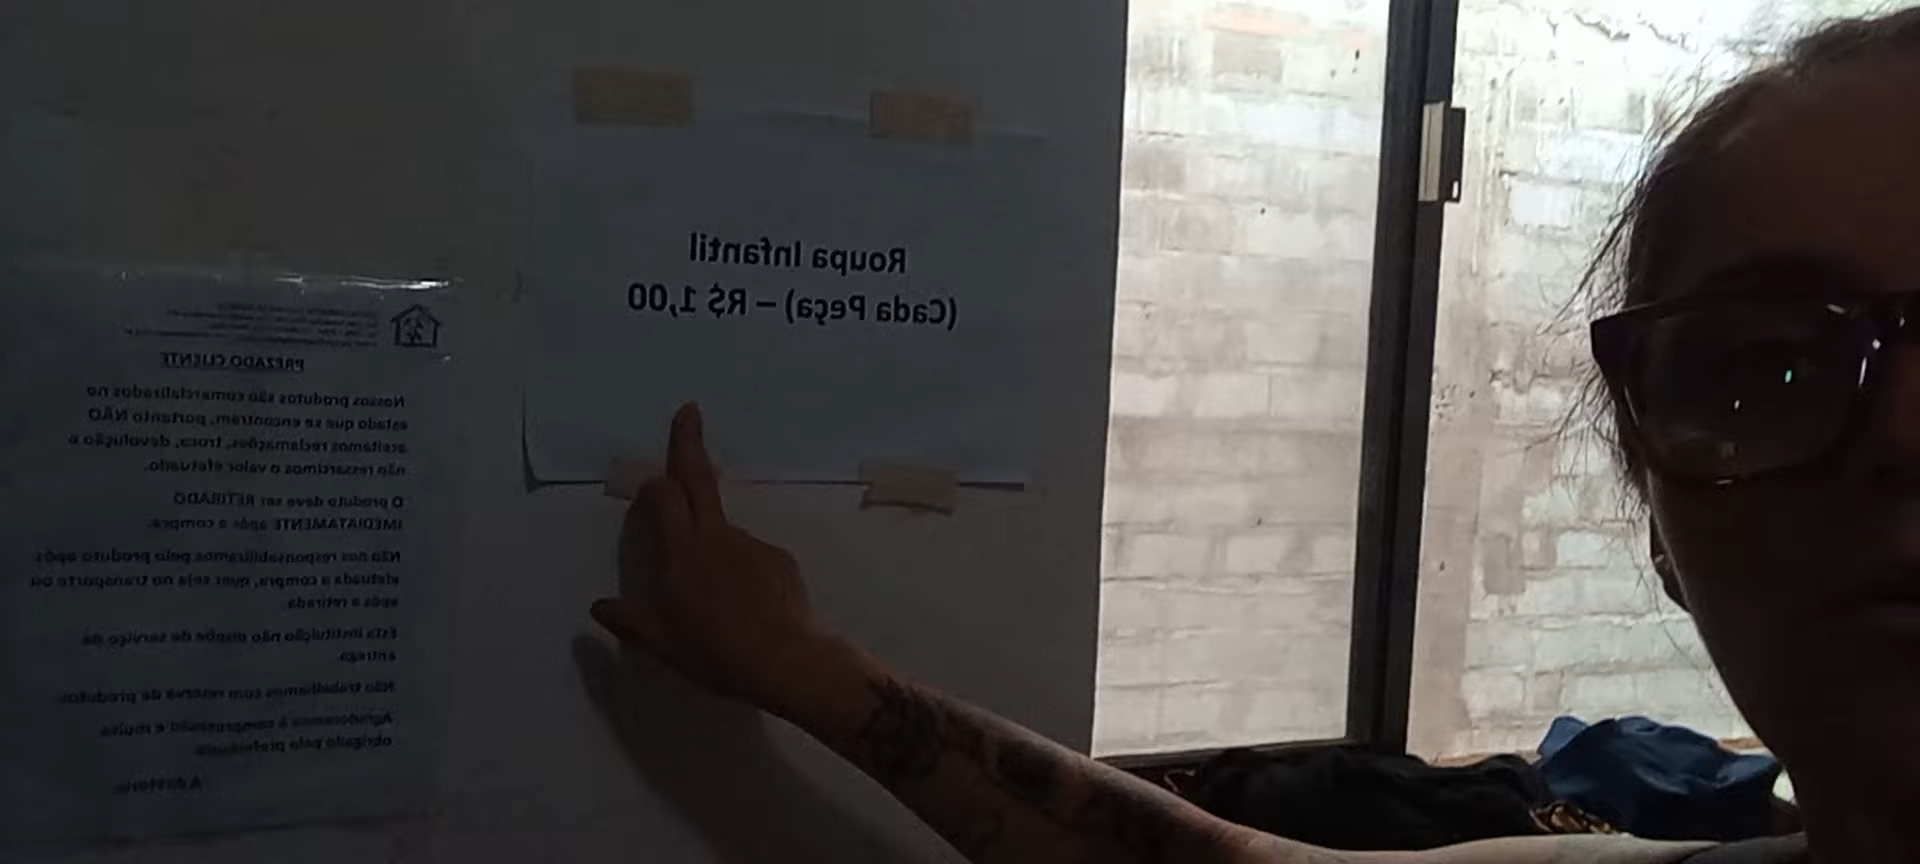 Roupa Infantil
(Cada Peça) – R$ 1,00
PREZADO CLIENTE
Nossos produtos são comercializados no
estado que se encontram, portanto NÃO
aceitamos reclamações, troca, devolução e
não ressarcimos o valor efetuado.
O produto deve ser RETIRADO
IMEDIATAMENTE após a compra.
Não nos responsabilizamos pelo produto após
efetuada a compra, quer seja no transporte ou
após a retirada.
Esta instituição não dispõe de serviço de
entrega.
Não trabalhamos com reserva de produtos.
Agradecemos a compreensão e muito
obrigado pela preferência.